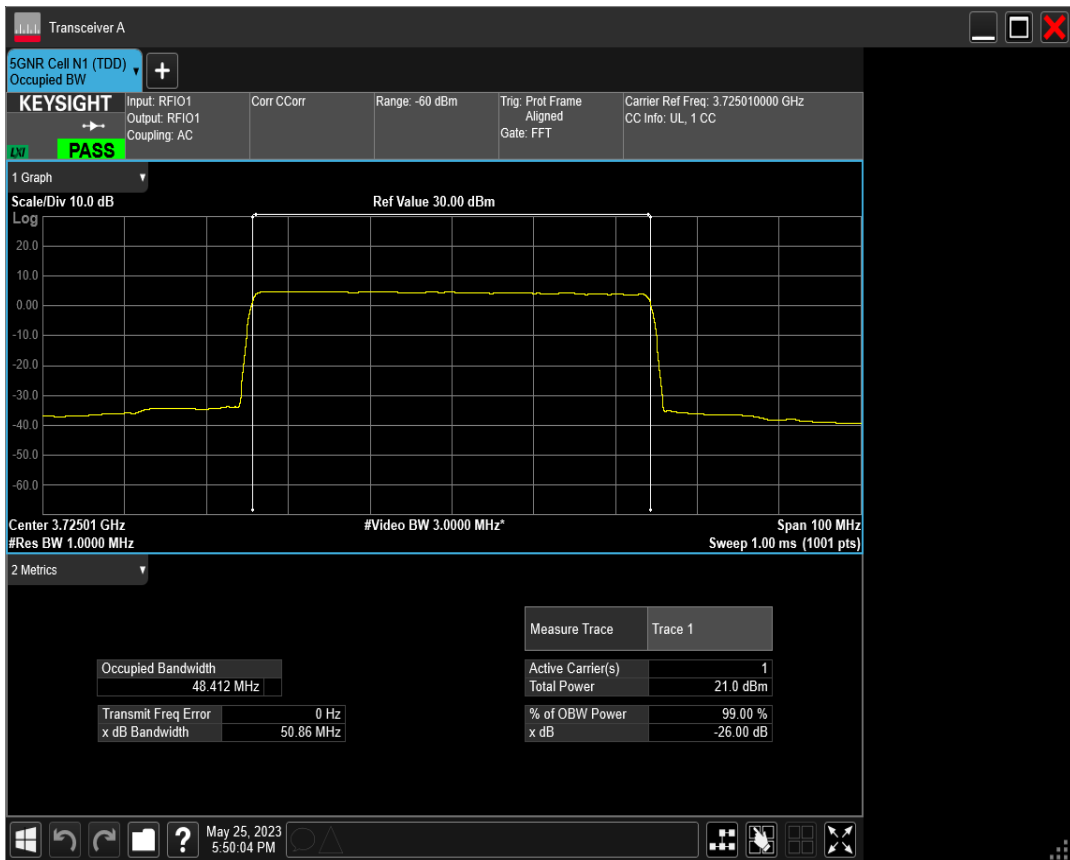 Transceiver A
5GNR Cell N1 (TDD)
Occupied BW
KEYSIGHT
LXI
PASS
Input: RFIO1
Output: RFIO1
Coupling: AC
Corr CCorr
Range: -60 dBm
Trig: Prot Frame
Aligned
Gate: FFT
Carrier Ref Freq: 3.725010000 GHz
CC Info: UL, 1 CC
1 Graph
Scale/Div 10.0 dB
Ref Value 30.00 dBm
Log
20.0
10.0
0.00
-10.0
-20.0
-30.0
-40.0
-50.0
-60.0
Center 3.72501 GHz
#Video BW 3.0000 MHz*
Span 100 MHz
#Res BW 1.0000 MHz
Sweep 1.00 ms (1001 pts)
2 Metrics
Measure Trace Trace 1
Occupied Bandwidth
48.412 MHz
Transmit Freq Error 0 Hz
x dB Bandwidth 50.86 MHz
Active Carrier(s) 1
Total Power 21.0 dBm
% of OBW Power 99.00 %
x dB -26.00 dB
?
May 25, 2023
5:50:04 PM